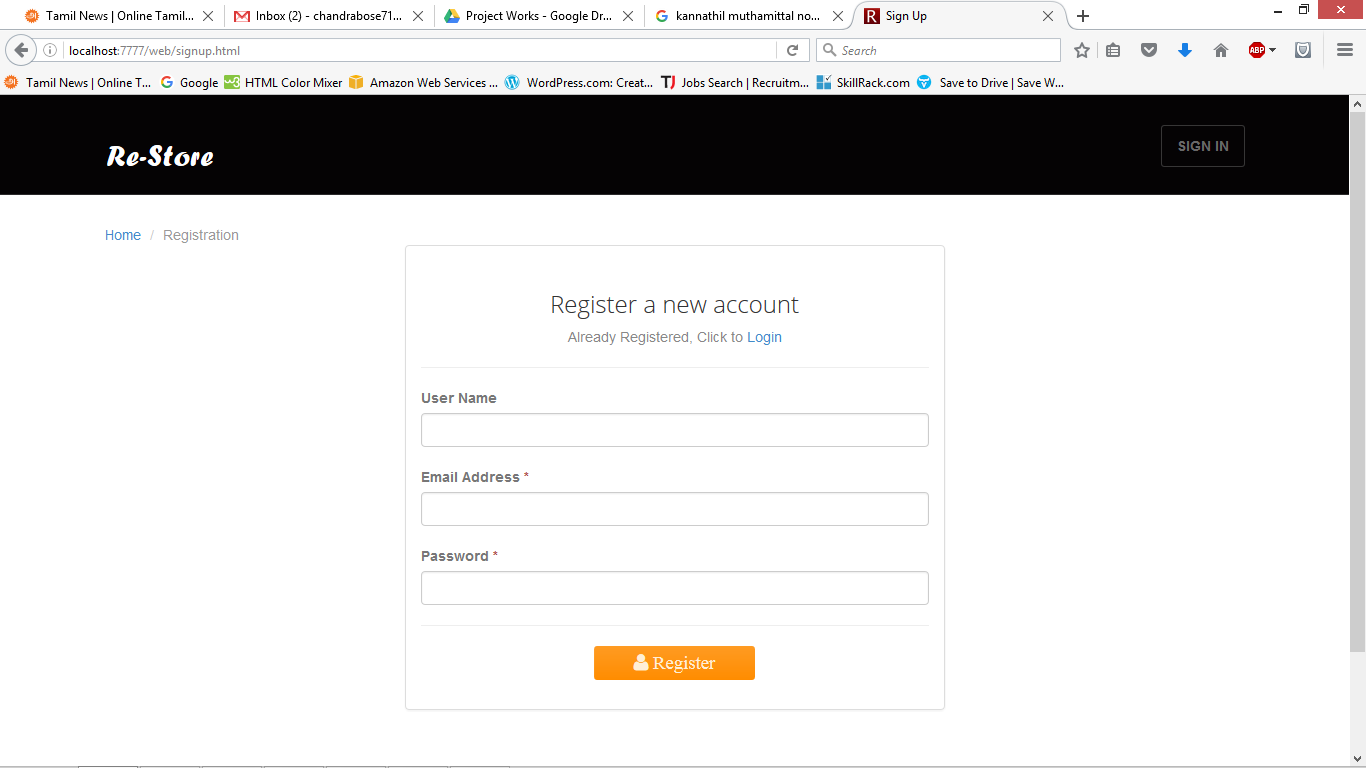 Tamil News | Online Tamil... Inbox (2) - chandrabose71... Project Works - Google Dr... kannathil muthamittal no... Sign Up
localhost:7777/web/signup.html Search ABP
Tamil News | Online T... Google HTML Color Mixer Amazon Web Services ... WordPress.com: Creat... TJ Jobs Search | Recruitm... SkillRack.com Save to Drive | Save W...
Re-Store SIGN IN
Home / Registration
Register a new account
Already Registered, Click to Login
User Name
Email Address *
Password *
Register